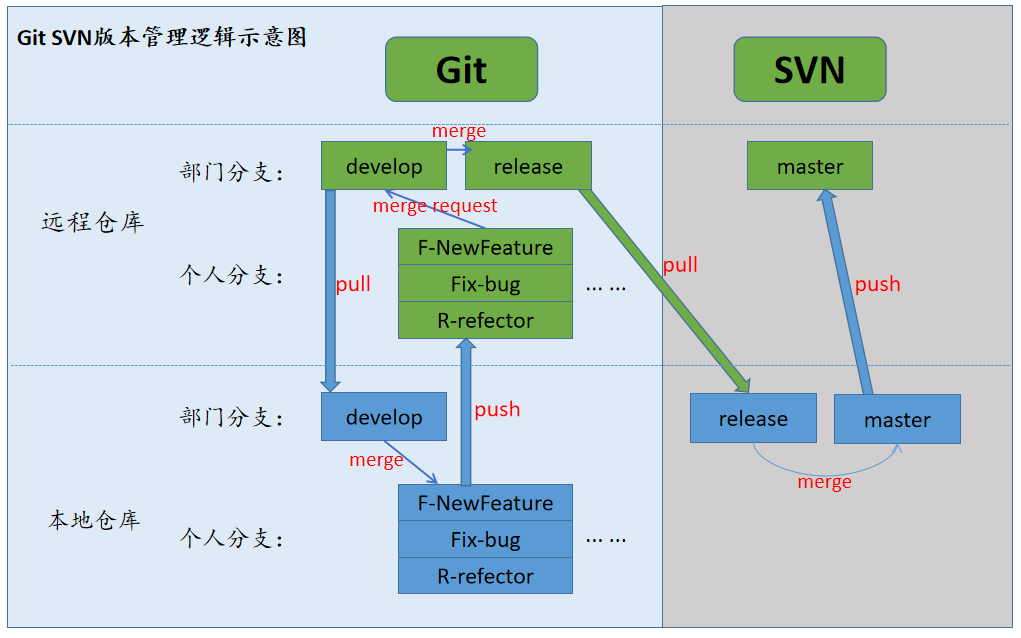 Git SVN版本管理逻辑示意图
Git
SVN
merge
部门分支：
develop
release
master
merge request
远程仓库
个人分支：
F-NewFeature
Fix-bug
R-refector
... ...
pull
pull
push
部门分支：
develop
push
release
master
merge
merge
本地仓库
个人分支：
F-NewFeature
Fix-bug
R-refector
... ...